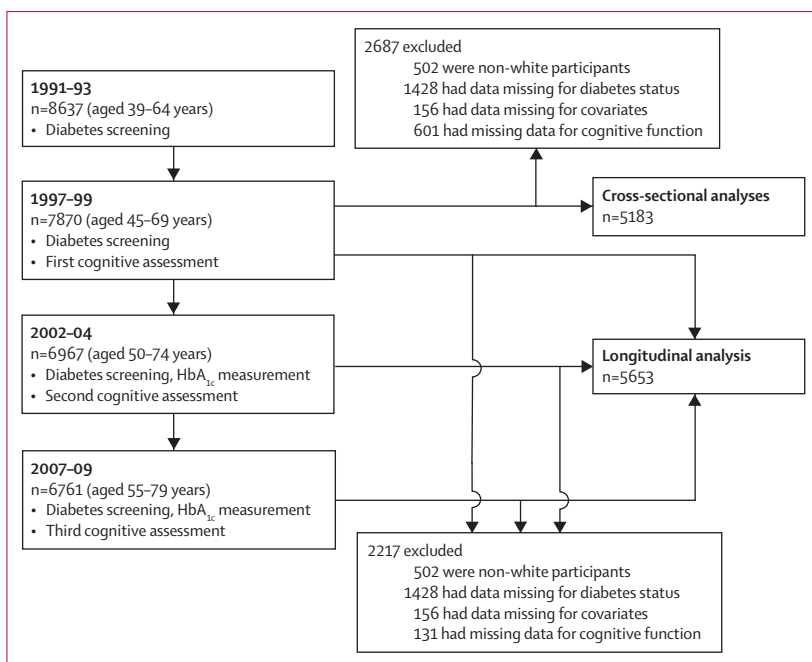 1991–93
n=8637 (aged 39–64 years)
• Diabetes screening
1997–99
n=7870 (aged 45–69 years)
• Diabetes screening
• First cognitive assessment
2002–04
n=6967 (aged 50–74 years)
• Diabetes screening, HbA1c measurement
• Second cognitive assessment
2007–09
n=6761 (aged 55–79 years)
• Diabetes screening, HbA1c measurement
• Third cognitive assessment
2687 excluded
502 were non-white participants
1428 had data missing for diabetes status
156 had data missing for covariates
601 had missing data for cognitive function
Cross-sectional analyses
n=5183
Longitudinal analysis
n=5653
2217 excluded
502 were non-white participants
1428 had data missing for diabetes status
156 had data missing for covariates
131 had missing data for cognitive function